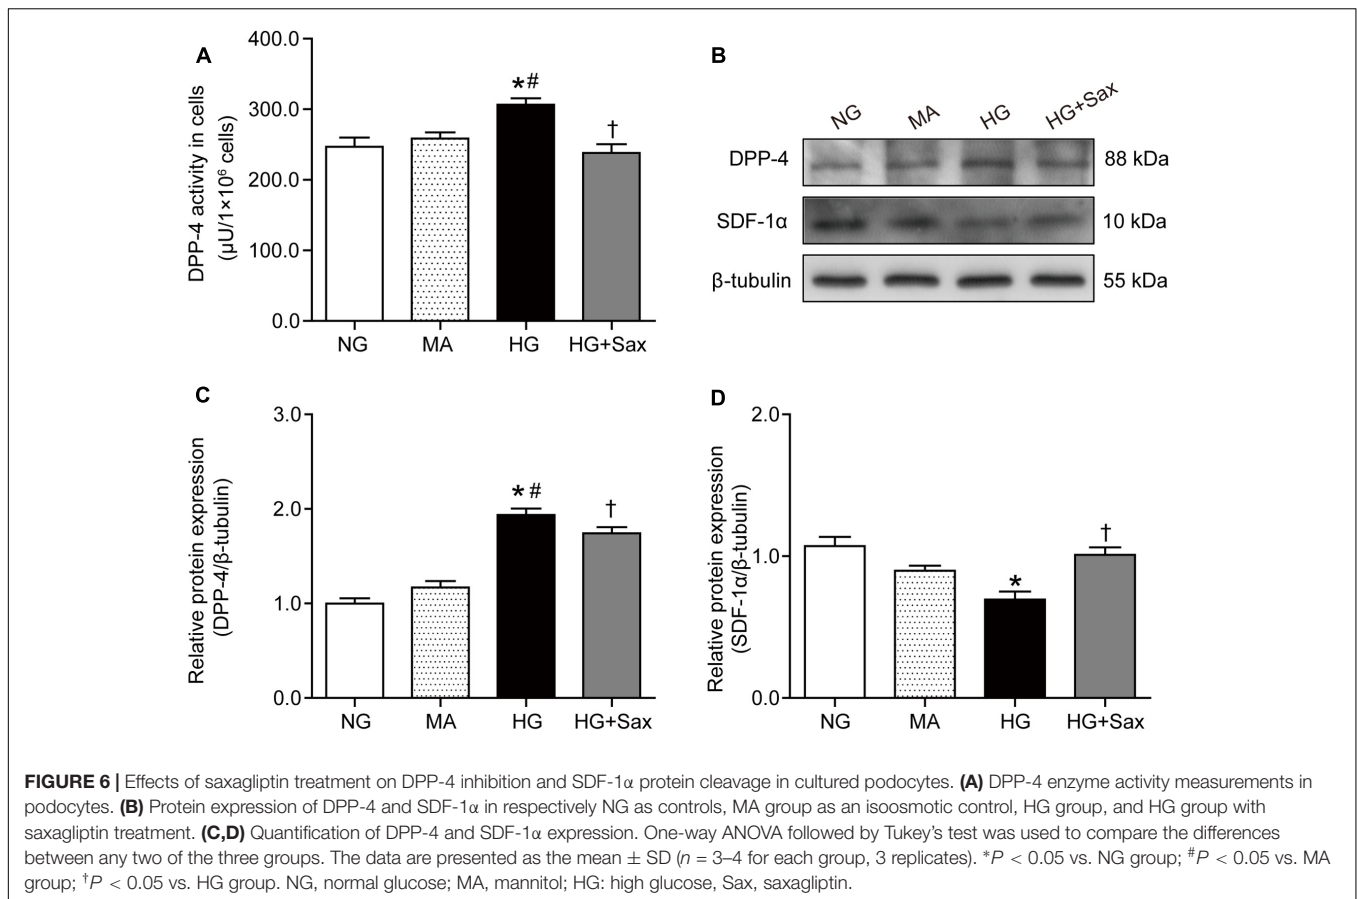 A
DPP-4 activity in cells
(μU/1×10⁶ cells)
400.0
300.0
200.0
100.0
0.0
*#
†
NG MA HG HG+Sax
B
NG MA HG HG+Sax
DPP-4 88 kDa
SDF-1α 10 kDa
β-tubulin 55 kDa
C
Relative protein expression
(DPP-4/β-tubulin)
3.0
2.0
1.0
0.0
*#
†
NG MA HG HG+Sax
D
Relative protein expression
(SDF-1α/β-tubulin)
2.0
1.0
0.0
*
†
NG MA HG HG+Sax
FIGURE 6 | Effects of saxagliptin treatment on DPP-4 inhibition and SDF-1α protein cleavage in cultured podocytes. (A) DPP-4 enzyme activity measurements in
podocytes. (B) Protein expression of DPP-4 and SDF-1α in respectively NG as controls, MA group as an isoosmotic control, HG group, and HG group with
saxagliptin treatment. (C,D) Quantification of DPP-4 and SDF-1α expression. One-way ANOVA followed by Tukey's test was used to compare the differences
between any two of the three groups. The data are presented as the mean ± SD (n = 3–4 for each group, 3 replicates). *P < 0.05 vs. NG group; #P < 0.05 vs. MA
group; †P < 0.05 vs. HG group. NG, normal glucose; MA, mannitol; HG: high glucose, Sax, saxagliptin.